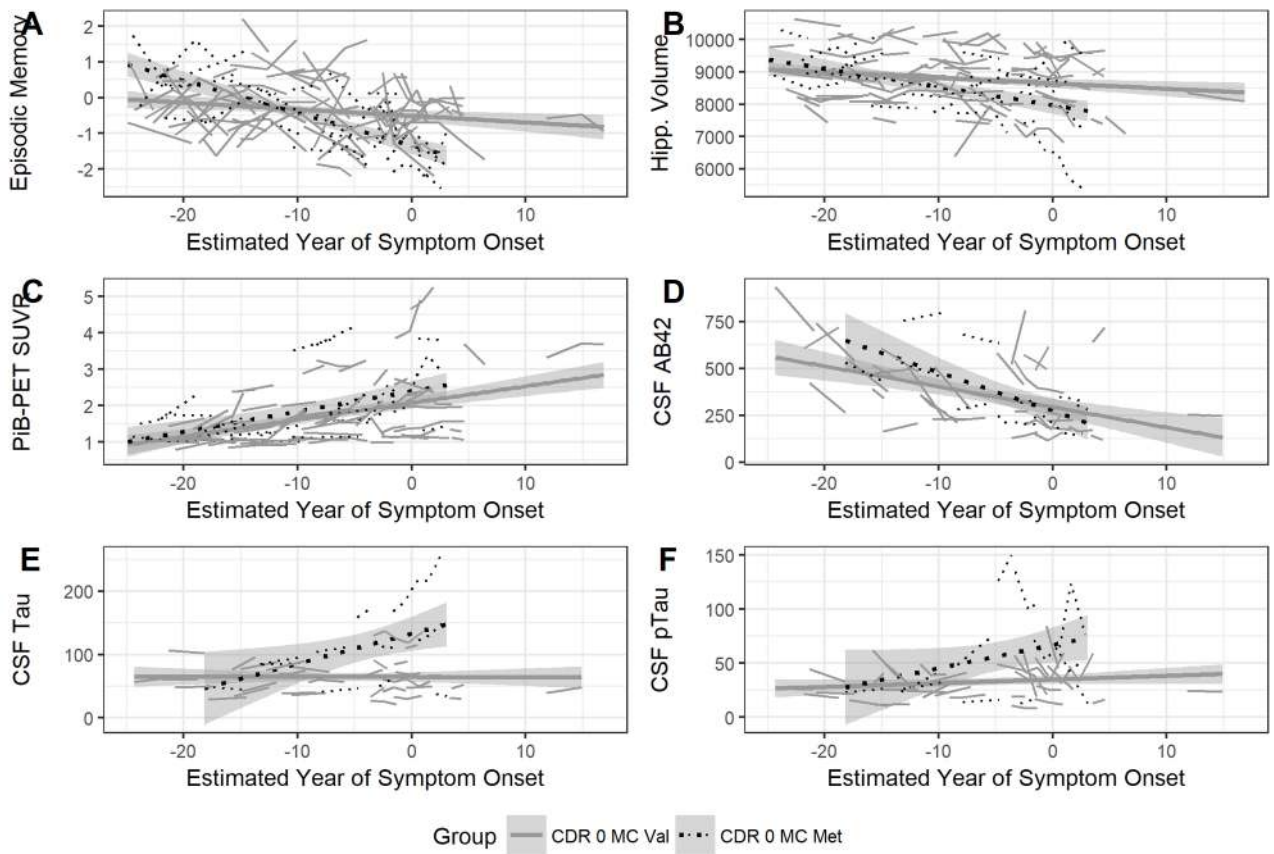 A
B
Episodic Memory
2
1
0
-1
-2
-20 -10 0 10
Estimated Year of Symptom Onset
Hipp. Volume
10000
9000
8000
7000
6000
-20 -10 0 10
Estimated Year of Symptom Onset
C
D
PiB-PET SUVR
5
4
3
2
1
-20 -10 0 10
Estimated Year of Symptom Onset
CSF AB42
750
500
250
0
-20 -10 0 10
Estimated Year of Symptom Onset
E
F
CSF Tau
200
100
0
-20 -10 0 10
Estimated Year of Symptom Onset
CSF pTau
150
100
50
0
-20 -10 0 10
Estimated Year of Symptom Onset
Group CDR 0 MC Val CDR 0 MC Met